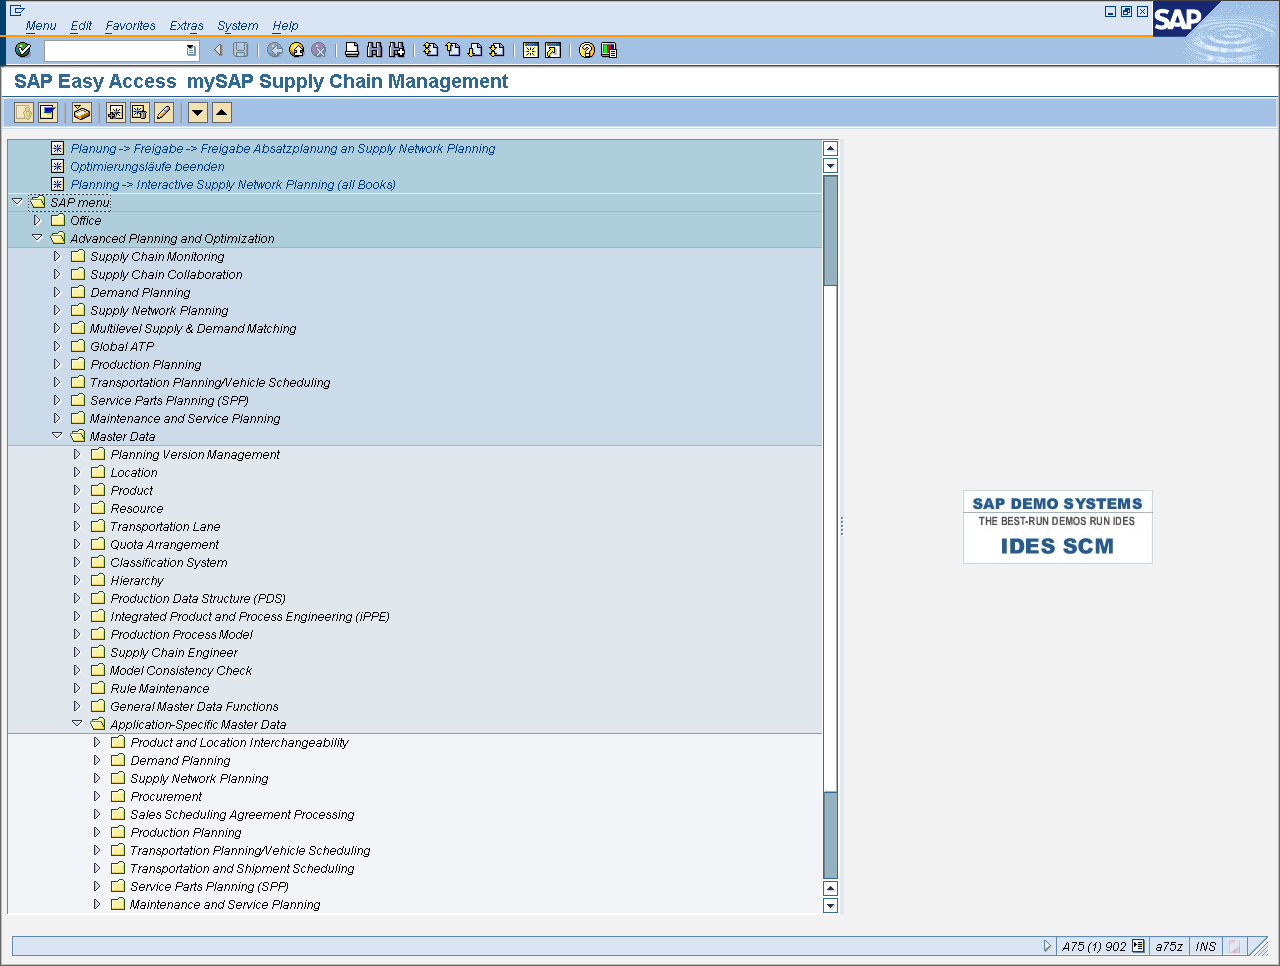 Menu Edit Favorites Extras System Help
SAP
SAP Easy Access mySAP Supply Chain Management
Planung -> Freigabe -> Freigabe Absatzplanung an Supply Network Planning
Optimierungsläufe beenden
Planning -> Interactive Supply Network Planning (all Books)
SAP menu
Office
Advanced Planning and Optimization
Supply Chain Monitoring
Supply Chain Collaboration
Demand Planning
Supply Network Planning
Multilevel Supply & Demand Matching
Global ATP
Production Planning
Transportation Planning/Vehicle Scheduling
Service Parts Planning (SPP)
Maintenance and Service Planning
Master Data
Planning Version Management
Location
Product
Resource
Transportation Lane
Quota Arrangement
Classification System
Hierarchy
Production Data Structure (PDS)
Integrated Product and Process Engineering (iPPE)
Production Process Model
Supply Chain Engineer
Model Consistency Check
Rule Maintenance
General Master Data Functions
Application-Specific Master Data
Product and Location Interchangeability
Demand Planning
Supply Network Planning
Procurement
Sales Scheduling Agreement Processing
Production Planning
Transportation Planning/Vehicle Scheduling
Transportation and Shipment Scheduling
Service Parts Planning (SPP)
Maintenance and Service Planning
SAP DEMO SYSTEMS
THE BEST-RUN DEMOS RUN IDES
IDES SCM
A75 (1) 902 a75z INS